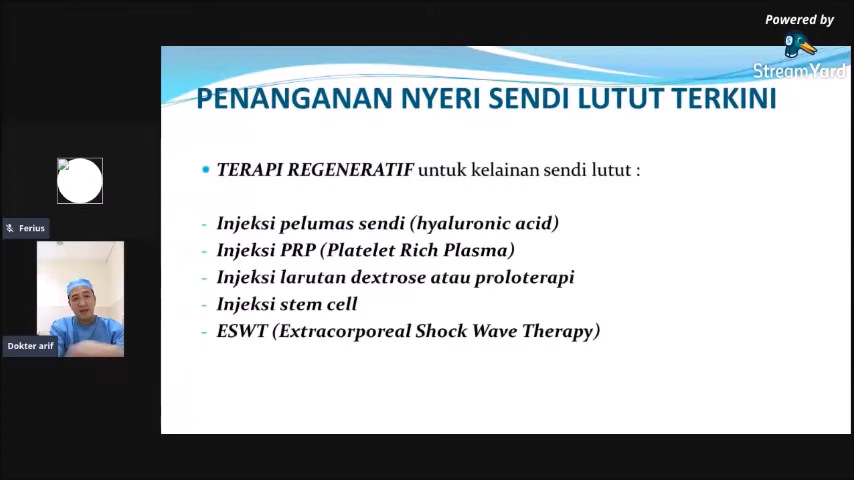 Powered by
StreamYard
PENANGANAN NYERI SENDI LUTUT TERKINI
• TERAPI REGENERATIF untuk kelainan sendi lutut :
- Injeksi pelumas sendi (hyaluronic acid)
- Injeksi PRP (Platelet Rich Plasma)
- Injeksi larutan dextrose atau proloterapi
- Injeksi stem cell
- ESWT (Extracorporeal Shock Wave Therapy)
Ferius
Dokter arif